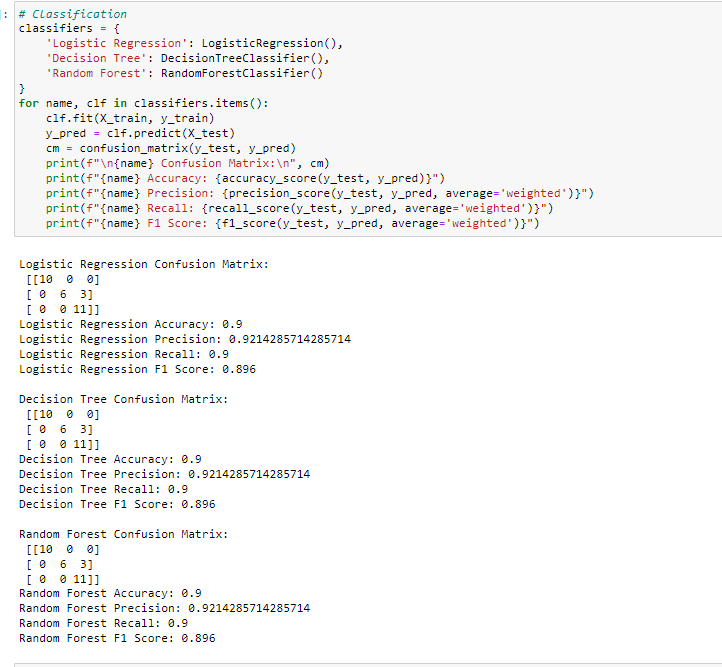 ]: # Classification
classifiers = {
    'Logistic Regression': LogisticRegression(),
    'Decision Tree': DecisionTreeClassifier(),
    'Random Forest': RandomForestClassifier()
}
for name, clf in classifiers.items():
    clf.fit(X_train, y_train)
    y_pred = clf.predict(X_test)
    cm = confusion_matrix(y_test, y_pred)
    print(f"\n{name} Confusion Matrix:\n", cm)
    print(f"{name} Accuracy: {accuracy_score(y_test, y_pred)}")
    print(f"{name} Precision: {precision_score(y_test, y_pred, average='weighted')}")
    print(f"{name} Recall: {recall_score(y_test, y_pred, average='weighted')}")
    print(f"{name} F1 Score: {f1_score(y_test, y_pred, average='weighted')}")
Logistic Regression Confusion Matrix:
 [[10  0  0]
 [ 0  6  3]
 [ 0  0 11]]
Logistic Regression Accuracy: 0.9
Logistic Regression Precision: 0.9214285714285714
Logistic Regression Recall: 0.9
Logistic Regression F1 Score: 0.896
Decision Tree Confusion Matrix:
 [[10  0  0]
 [ 0  6  3]
 [ 0  0 11]]
Decision Tree Accuracy: 0.9
Decision Tree Precision: 0.9214285714285714
Decision Tree Recall: 0.9
Decision Tree F1 Score: 0.896
Random Forest Confusion Matrix:
 [[10  0  0]
 [ 0  6  3]
 [ 0  0 11]]
Random Forest Accuracy: 0.9
Random Forest Precision: 0.9214285714285714
Random Forest Recall: 0.9
Random Forest F1 Score: 0.896